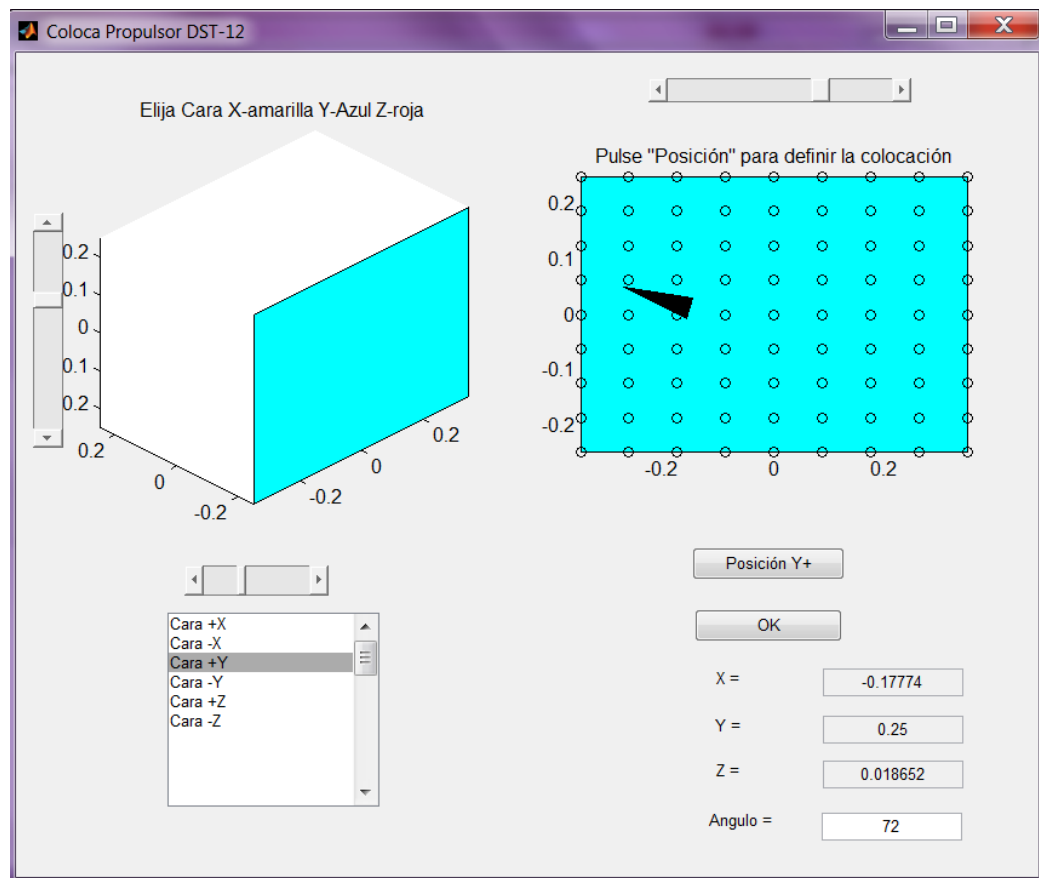 Coloca Propulsor DST-12
Elija Cara X-amarilla Y-Azul Z-roja
0.2
0.1
0
0.1
0.2
0.2
0
-0.2
-0.2
0
0.2
Pulse "Posición" para definir la colocación
0.2
0.1
0
-0.1
-0.2
-0.2
0
0.2
Cara +X
Cara -X
Cara +Y
Cara -Y
Cara +Z
Cara -Z
Posición Y+
OK
X = -0.17774
Y = 0.25
Z = 0.018652
Angulo = 72